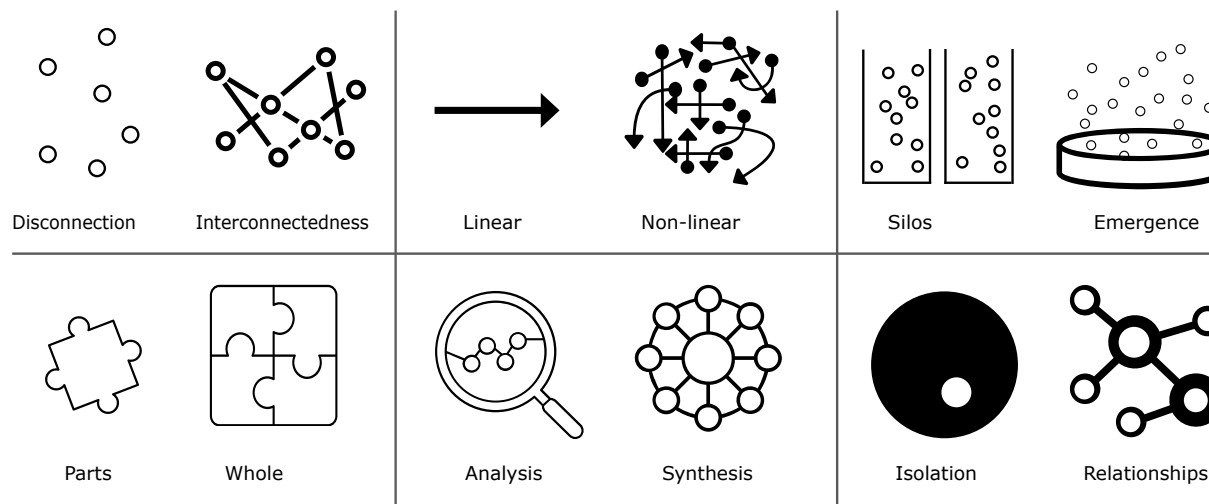 Disconnection
Interconnectedness
Linear
Non-linear
Silos
Emergence
Parts
Whole
Analysis
Synthesis
Isolation
Relationships